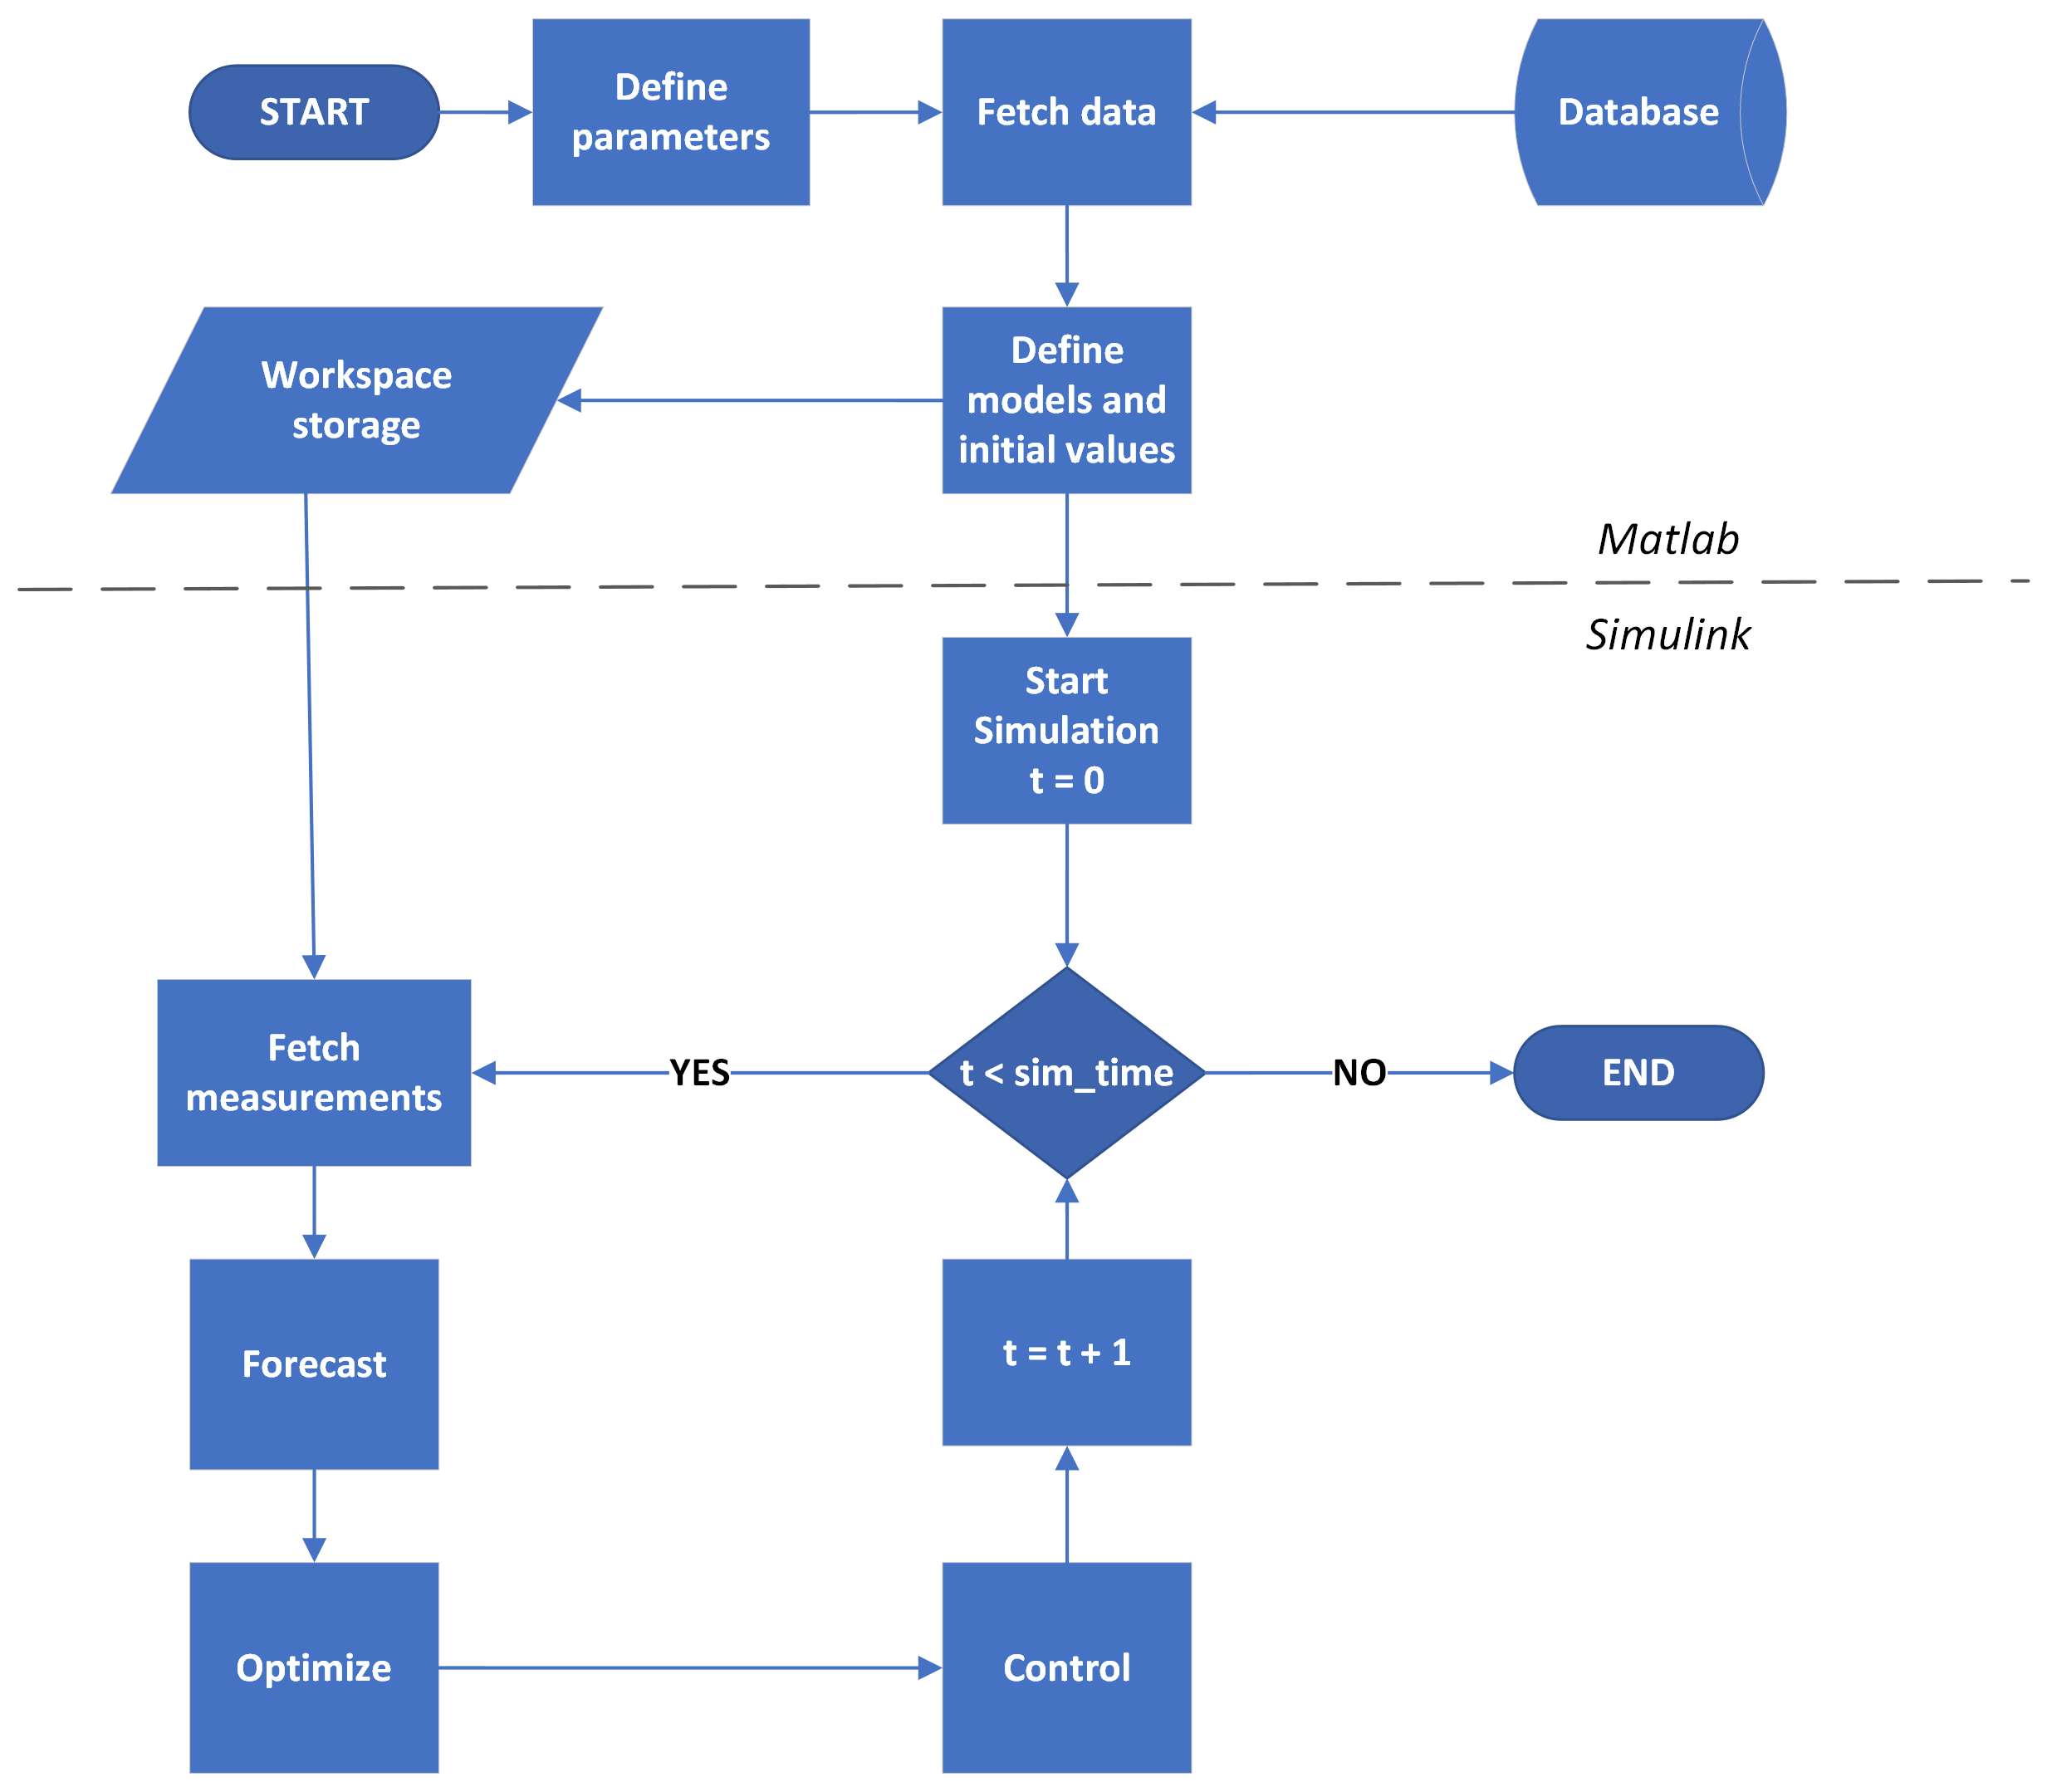 START
Define
parameters
Fetch data
Database
Workspace
storage
Define
models and
initial values
Matlab
Simulink
Start
Simulation
t = 0
Fetch
measurements
YES
t < sim_time
NO
END
Forecast
t = t + 1
Optimize
Control